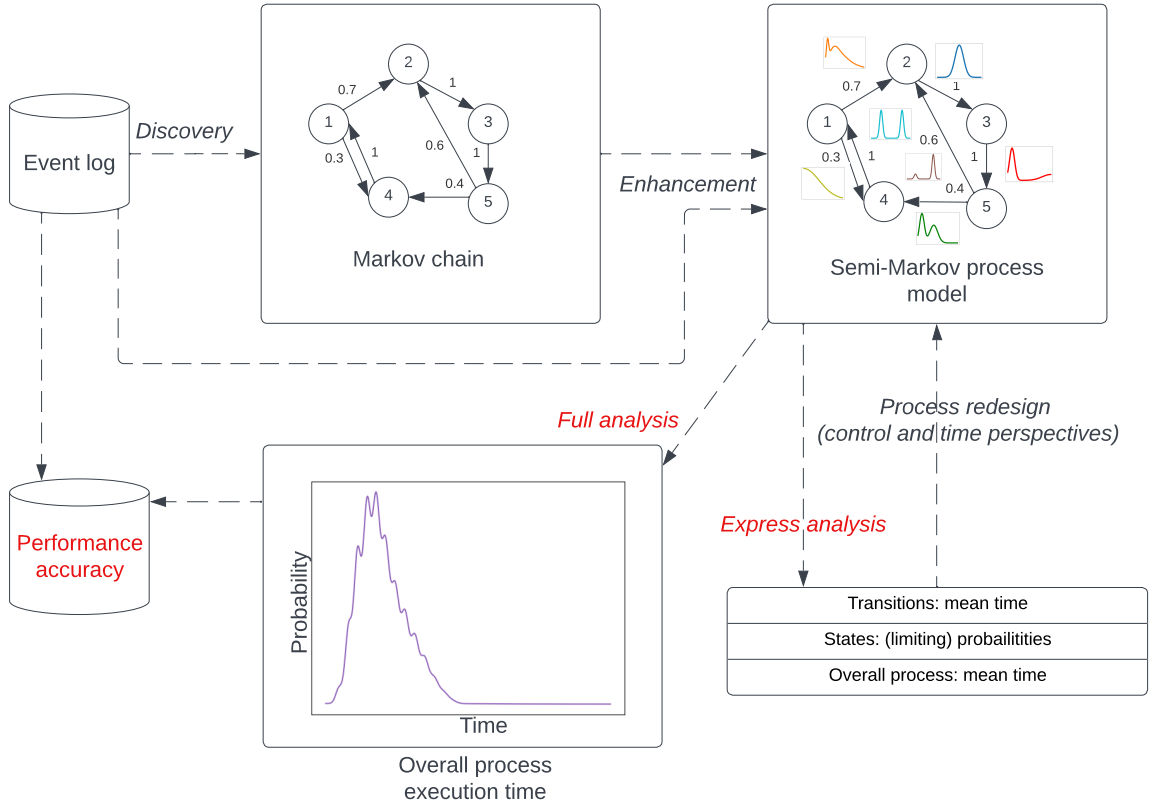 Event log
Discovery
2
0.7
1
1
3
0.3
1
0.6
1
0.4
4
5
Markov chain
Enhancement
2
0.7
1
1
3
0.6
0.3
1
1
0.4
4
5
Semi-Markov process
model
Full analysis
Process redesign
(control and time perspectives)
Express analysis
Performance
accuracy
Probability
Time
Overall process
execution time
Transitions: mean time
States: (limiting) probailitities
Overall process: mean time